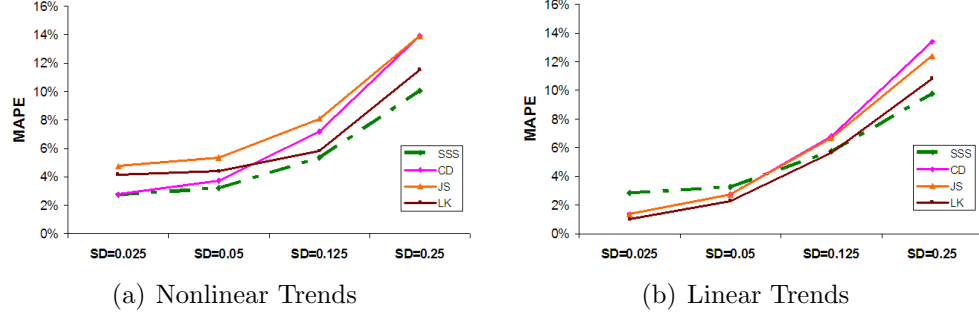 16%
14%
12%
10%
8%
6%
4%
2%
0%
MAPE
SSS
CD
JS
LK
SD=0.025 SD=0.05 SD=0.125 SD=0.25
(a) Nonlinear Trends
16%
14%
12%
10%
8%
6%
4%
2%
0%
MAPE
SSS
CD
JS
LK
SD=0.025 SD=0.05 SD=0.125 SD=0.25
(b) Linear Trends